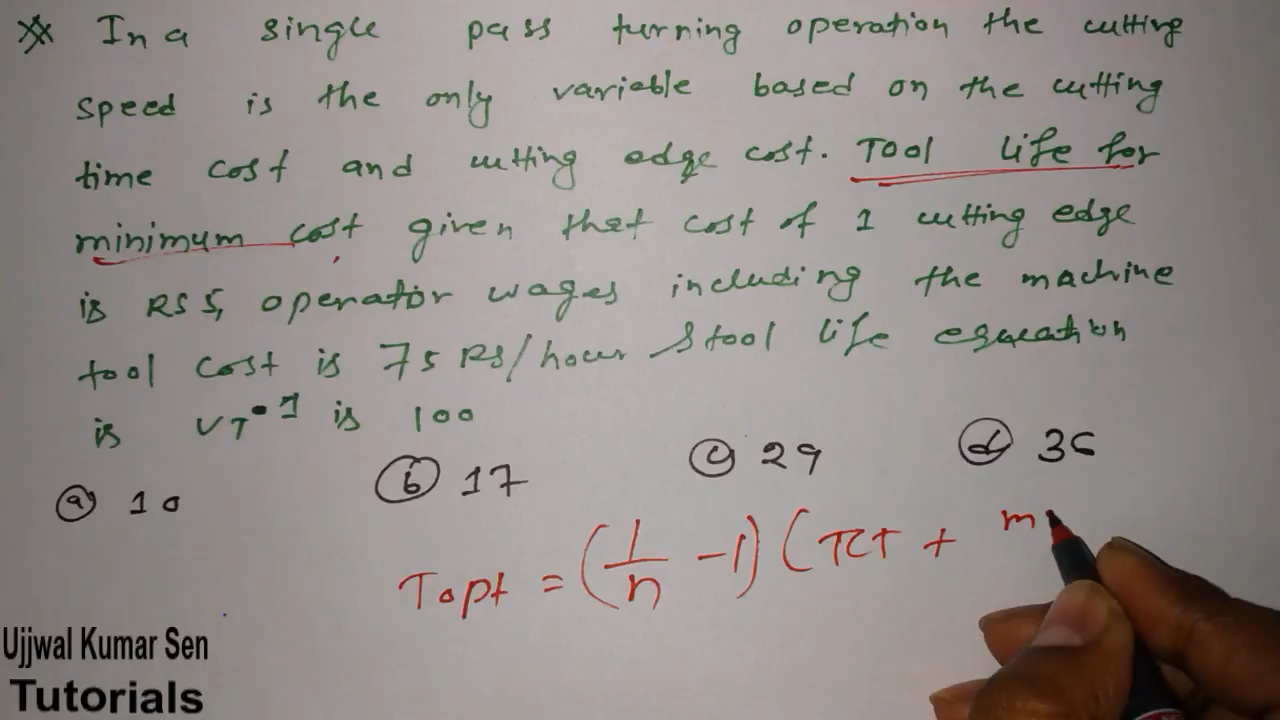 In a single pass turning operation the cutting
speed is the only variable based on the cutting
time cost and cutting edge cost. Tool life for
minimum cost given that cost of 1 cutting edge
is RS 5, operator wages including the machine
tool cost is 75 RS/hour & tool life equation
is VT^.1 is 100
(a) 10 (b) 17 (c) 29 (d) 36
Topt = (1/n - 1) (TCT + m
Ujjwal Kumar Sen
Tutorials